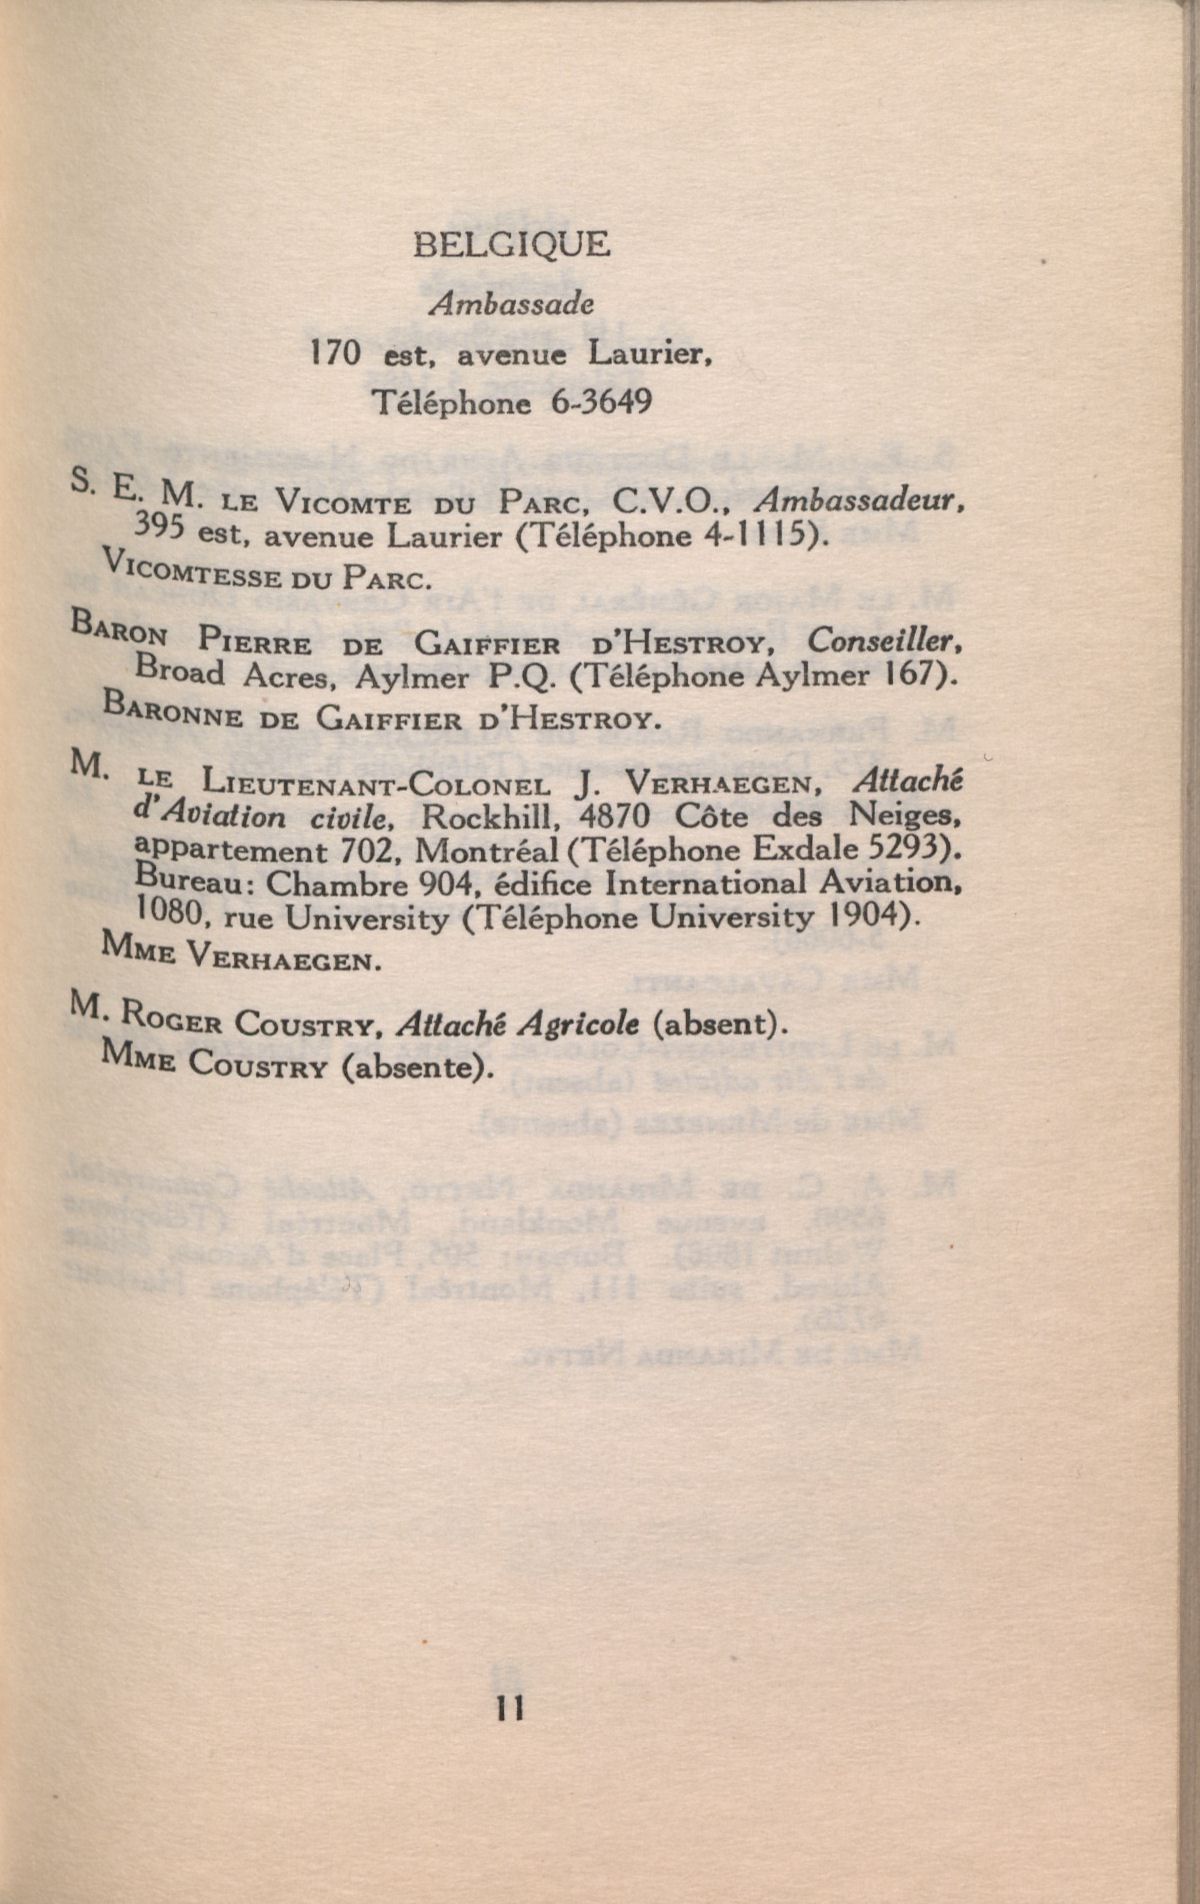 BELGIQUE
Ambassade
170 est, avenue Laurier,
Téléphone 6-3649
S. E. M. LE VICOMTE DU PARC, C.V.O., Ambassadeur,
395 est, avenue Laurier (Téléphone 4-1115).
VICOMTESSE DU PARC.
BARON PIERRE DE GAIFFIER D'HESTROY, Conseiller,
Broad Acres, Aylmer P.Q. (Téléphone Aylmer 167).
BARONNE DE GAIFFIER D'HESTROY.
M. LE LIEUTENANT-COLONEL J. VERHAEGEN, Attaché
d'Aviation civile, Rockhill, 4870 Côte des Neiges,
appartement 702, Montréal (Téléphone Exdale 5293).
Bureau: Chambre 904, édifice International Aviation,
1080, rue University (Téléphone University 1904).
MME VERHAEGEN.
M. ROGER COUSTRY, Attaché Agricole (absent).
MME COUSTRY (absente).
11